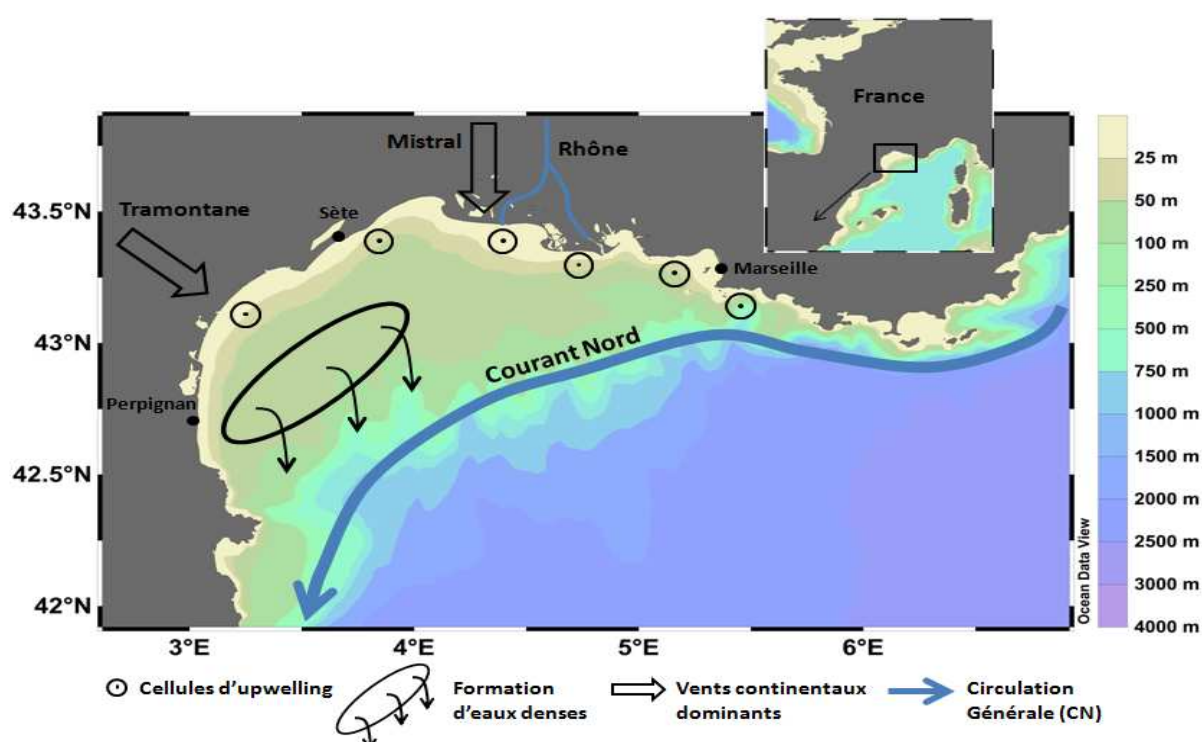 France
Mistral
Rhône
Tramontane
Sète
Marseille
Courant Nord
Perpignan
43.5°N
43°N
42.5°N
42°N
3°E
4°E
5°E
6°E
25 m
50 m
100 m
250 m
500 m
750 m
1000 m
1500 m
2000 m
2500 m
3000 m
4000 m
Ocean Data View
Cellules d'upwelling
Formation
d'eaux denses
Vents continentaux
dominants
Circulation
Générale (CN)